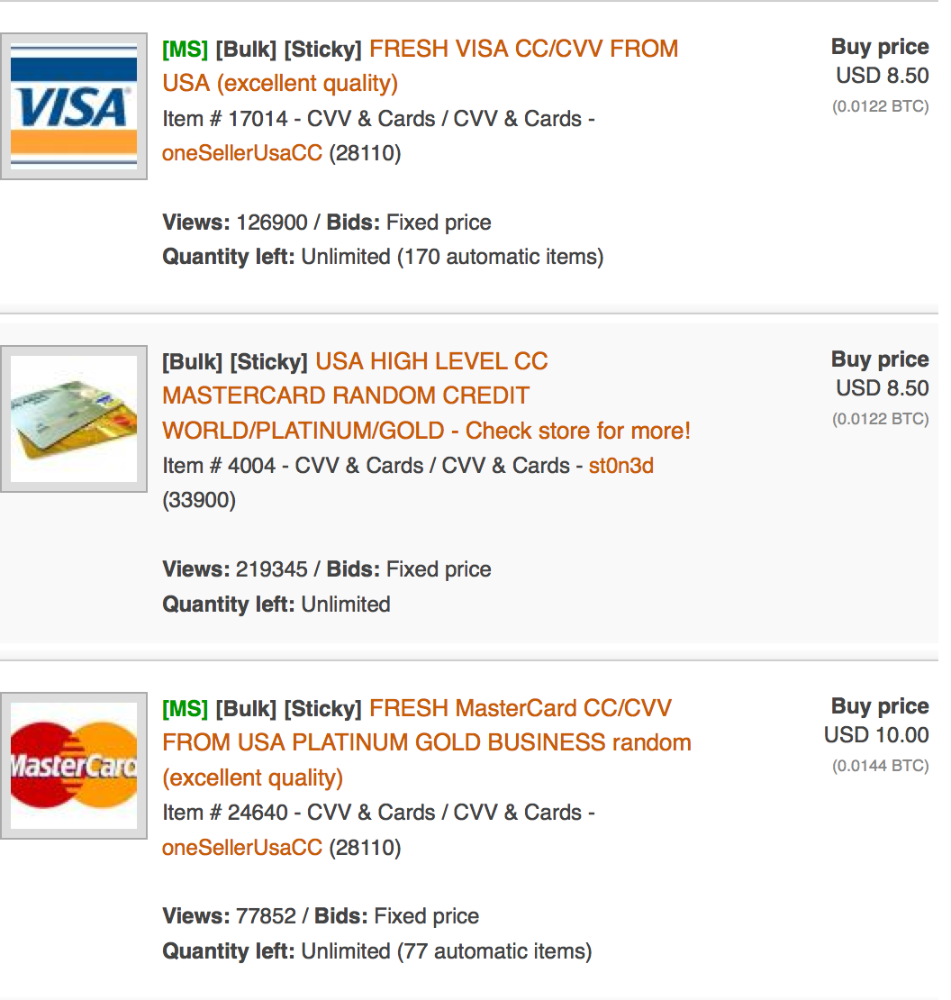 VISA
[MS] [Bulk] [Sticky] FRESH VISA CC/CVV FROM
USA (excellent quality)
Item # 17014 - CVV & Cards / CVV & Cards -
oneSellerUsaCC (28110)
Views: 126900 / Bids: Fixed price
Quantity left: Unlimited (170 automatic items)
Buy price
USD 8.50
(0.0122 BTC)
[Bulk] [Sticky] USA HIGH LEVEL CC
MASTERCARD RANDOM CREDIT
WORLD/PLATINUM/GOLD - Check store for more!
Item # 4004 - CVV & Cards / CVV & Cards - st0n3d
(33900)
Views: 219345 / Bids: Fixed price
Quantity left: Unlimited
Buy price
USD 8.50
(0.0122 BTC)
MasterCard
[MS] [Bulk] [Sticky] FRESH MasterCard CC/CVV
FROM USA PLATINUM GOLD BUSINESS random
(excellent quality)
Item # 24640 - CVV & Cards / CVV & Cards -
oneSellerUsaCC (28110)
Views: 77852 / Bids: Fixed price
Quantity left: Unlimited (77 automatic items)
Buy price
USD 10.00
(0.0144 BTC)